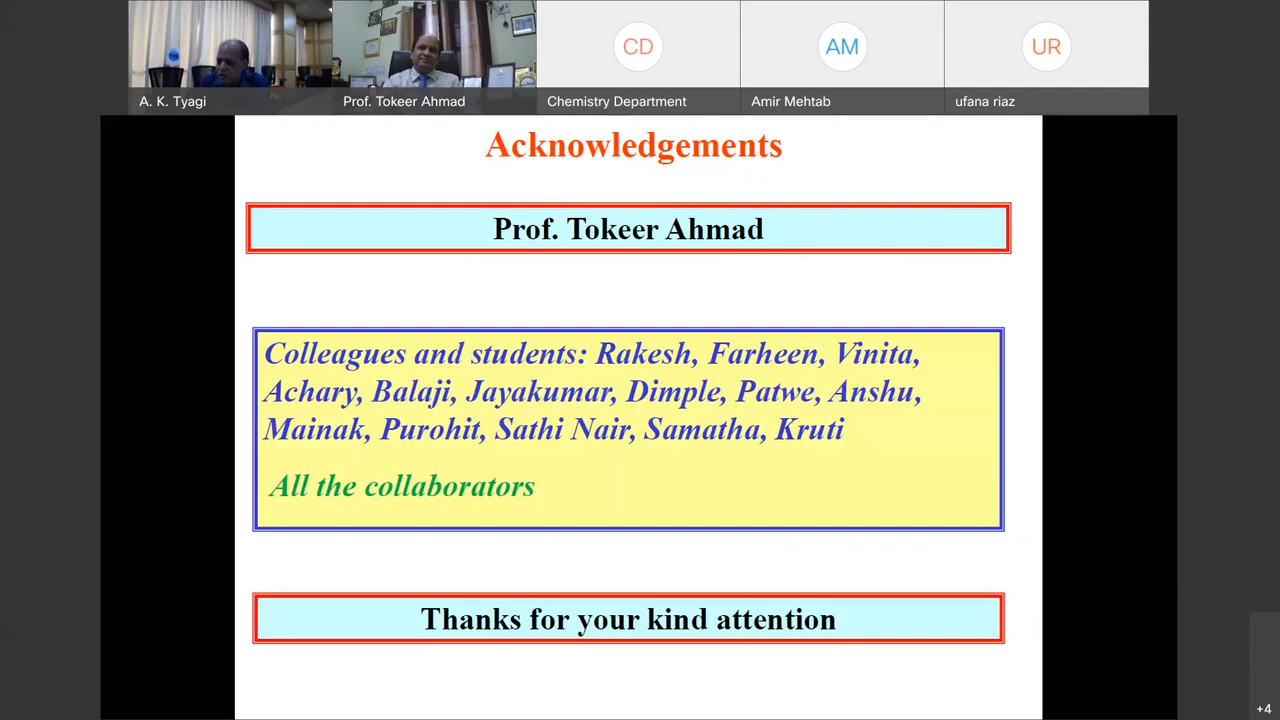 CD
AM
UR
A. K. Tyagi
Prof. Tokeer Ahmad
Chemistry Department
Amir Mehtab
ufana riaz
Acknowledgements
Prof. Tokeer Ahmad
Colleagues and students: Rakesh, Farheen, Vinita,
Achary, Balaji, Jayakumar, Dimple, Patwe, Anshu,
Mainak, Purohit, Sathi Nair, Samatha, Kruti
All the collaborators
Thanks for your kind attention
+4